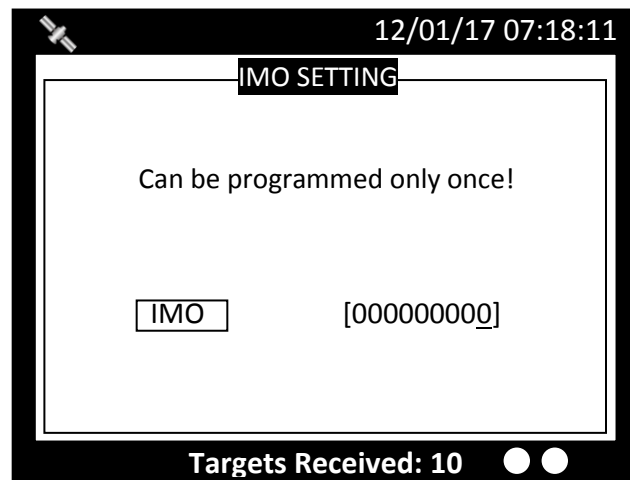 12/01/17 07:18:11
IMO SETTING
Can be programmed only once!
IMO [000000000]
Targets Received: 10